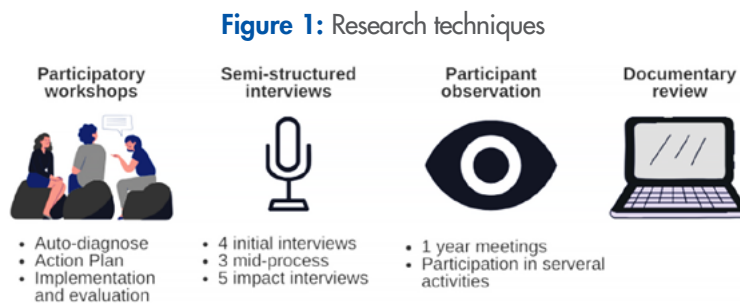 Figure 1: Research techniques
Participatory
workshops
• Auto-diagnose
• Action Plan
• Implementation
and evaluation
Semi-structured
interviews
• 4 initial interviews
• 3 mid-process
• 5 impact interviews
Participant
observation
• 1 year meetings
• Participation in serveral
activities
Documentary
review